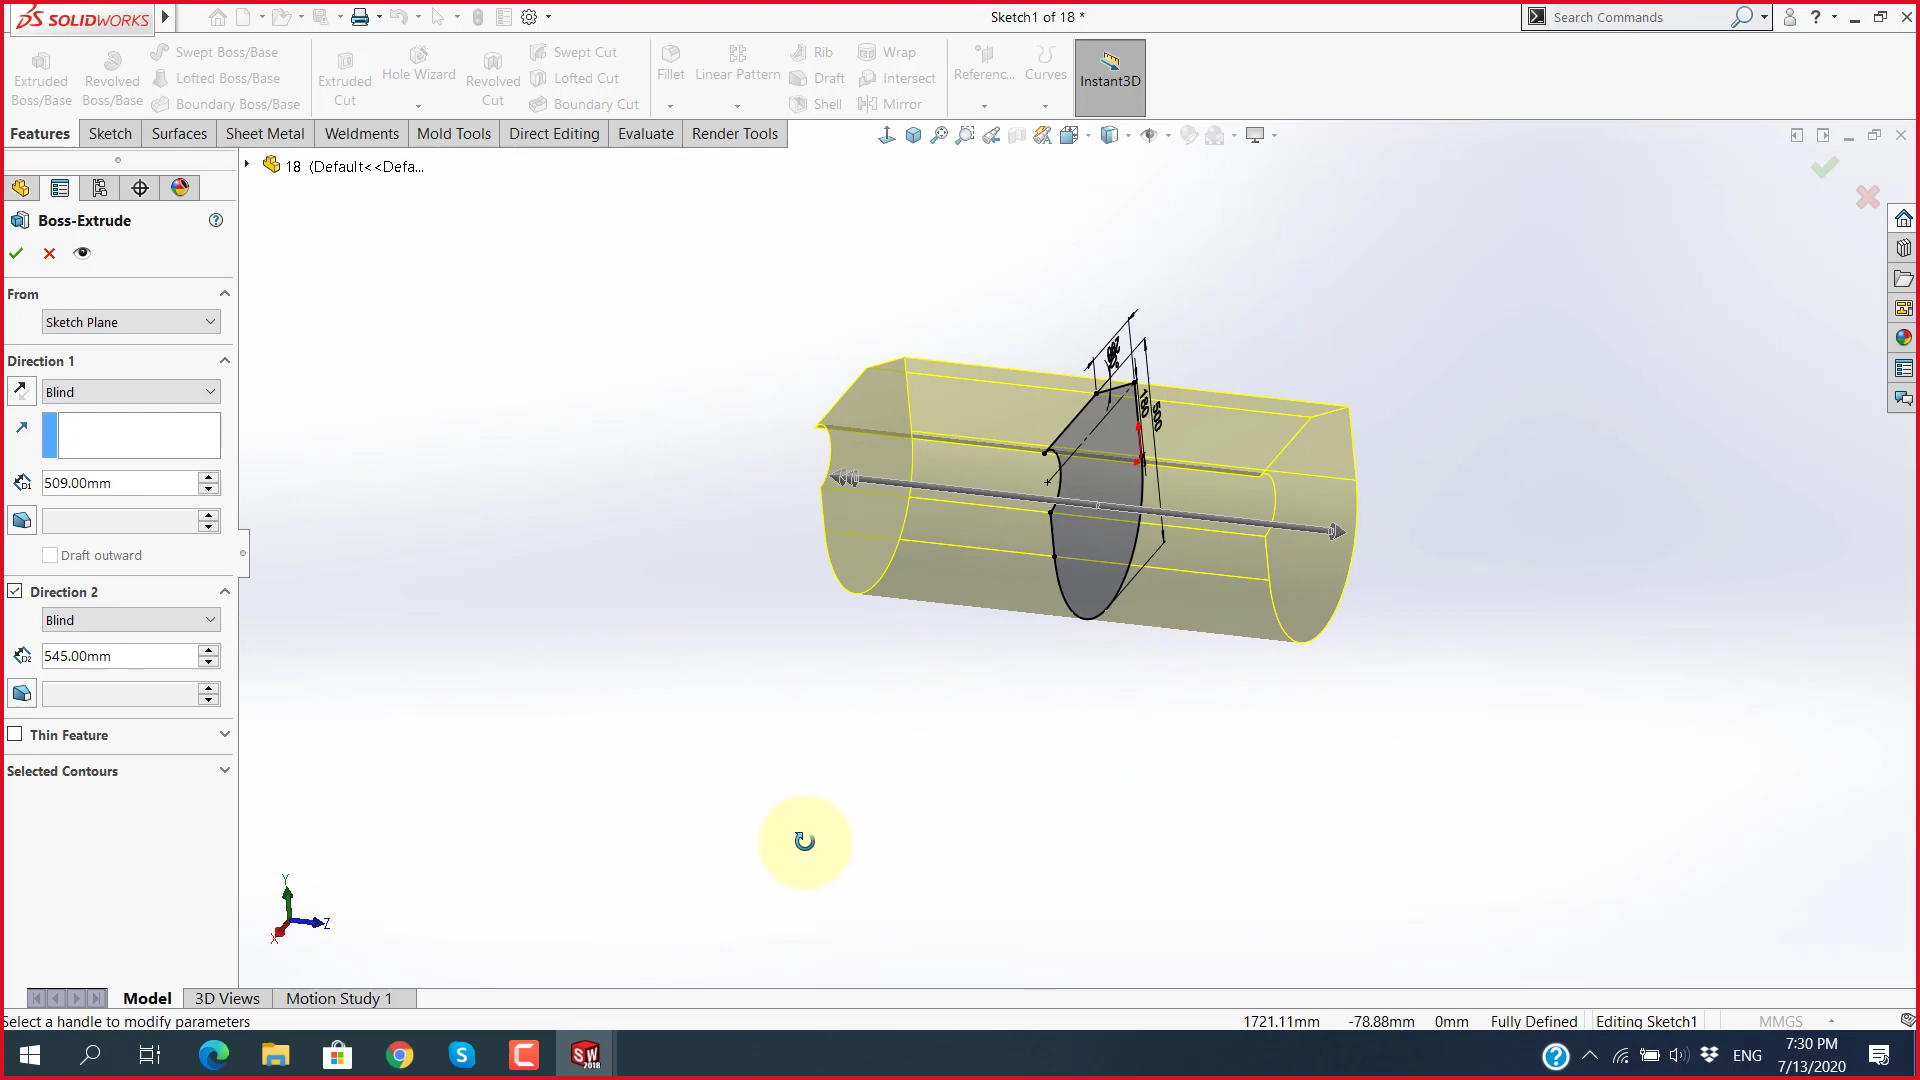 SOLIDWORKS
Sketch1 of 18 *
Search Commands
Extruded Boss/Base
Revolved Boss/Base
Swept Boss/Base
Lofted Boss/Base
Boundary Boss/Base
Extruded Cut
Hole Wizard
Revolved Cut
Swept Cut
Lofted Cut
Boundary Cut
Fillet
Linear Pattern
Rib
Draft
Shell
Wrap
Intersect
Mirror
Referenc...
Curves
Instant3D
Features
Sketch
Surfaces
Sheet Metal
Weldments
Mold Tools
Direct Editing
Evaluate
Render Tools
18 (Default<<Defa...
Boss-Extrude
From
Sketch Plane
Direction 1
Blind
509.00mm
Draft outward
Direction 2
Blind
545.00mm
Thin Feature
Selected Contours
180
500
Y
Z
X
Model
3D Views
Motion Study 1
Select a handle to modify parameters
1721.11mm
-78.88mm
0mm
Fully Defined
Editing Sketch1
MMGS
SW
2018
ENG
7:30 PM
7/13/2020